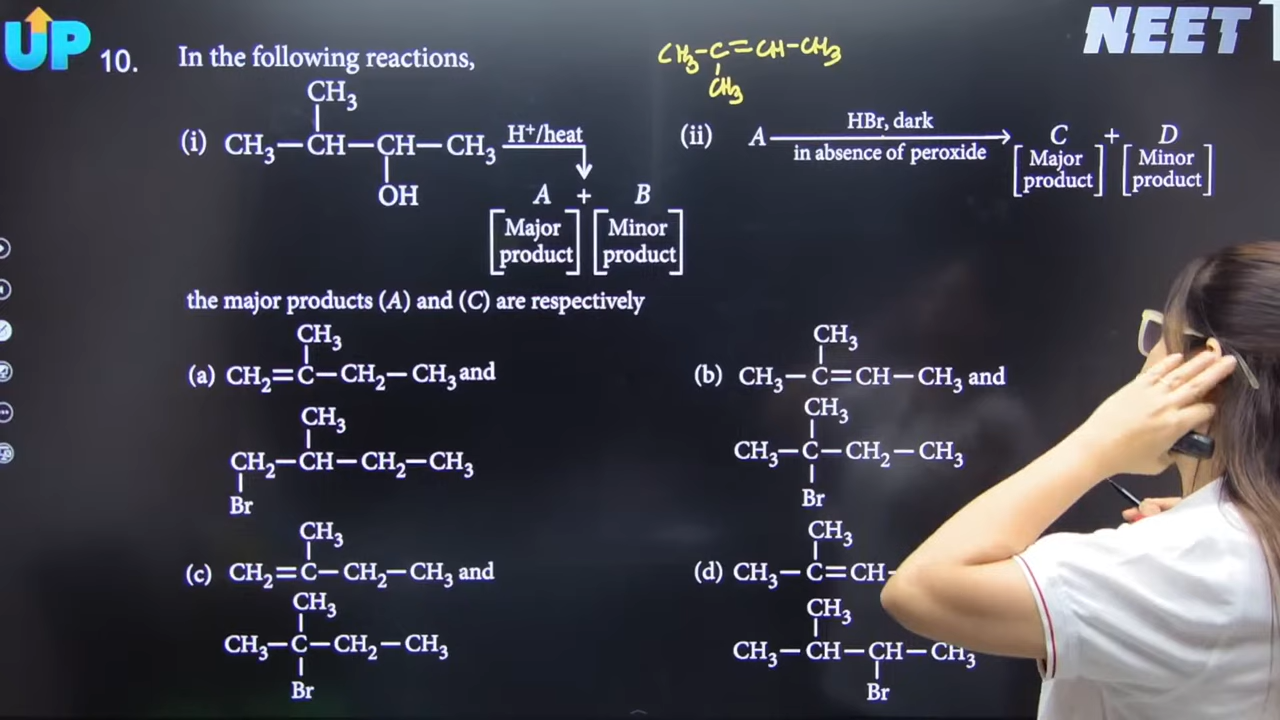 UP
NEET
10. In the following reactions,
CH₃-C=CH-CH₃
CH₃
CH₃
(i) CH₃—CH—CH—CH₃ H⁺/heat
OH
A + B
[Major product] [Minor product]
(ii) A HBr, dark
in absence of peroxide
C + D
[Major product] [Minor product]
the major products (A) and (C) are respectively
CH₃
(a) CH₂=C—CH₂—CH₃ and
CH₃
CH₂—CH—CH₂—CH₃
Br
CH₃
(b) CH₃—C=CH—CH₃ and
CH₃
CH₃—C—CH₂—CH₃
Br
CH₃
(c) CH₂=C—CH₂—CH₃ and
CH₃
CH₃—C—CH₂—CH₃
Br
CH₃
(d) CH₃—C=CH-
CH₃
CH₃—CH—CH—CH₃
Br